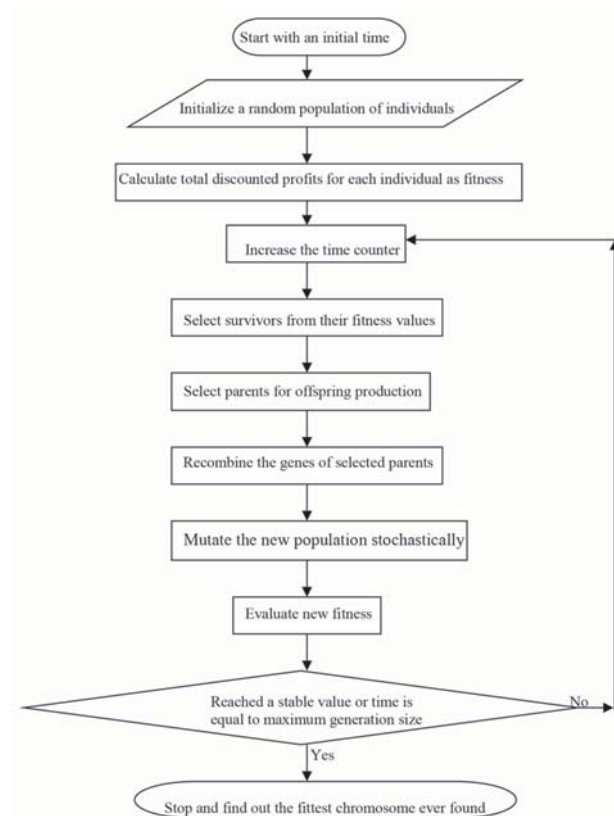 Start with an initial time
Initialize a random population of individuals
Calculate total discounted profits for each individual as fitness
Increase the time counter
Select survivors from their fitness values
Select parents for offspring production
Recombine the genes of selected parents
Mutate the new population stochastically
Evaluate new fitness
Reached a stable value or time is
equal to maximum generation size
No
Yes
Stop and find out the fittest chromosome ever found